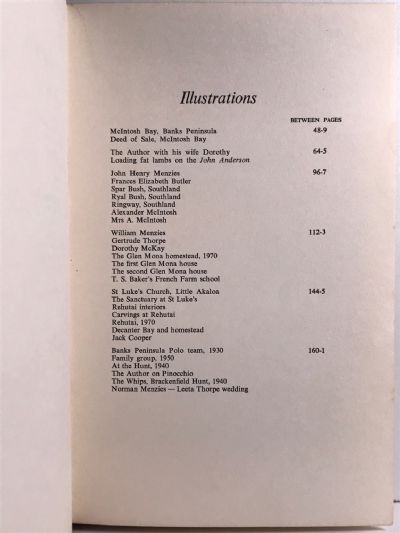 Illustrations
BETWEEN PAGES
McIntosh Bay, Banks Peninsula 48-9
Deed of Sale, McIntosh Bay
The Author with his wife Dorothy 64-5
Loading fat lambs on the John Anderson
John Henry Menzies 96-7
Frances Elizabeth Butler
Spar Bush, Southland
Ryal Bush, Southland
Ringway, Southland
Alexander McIntosh
Mrs A. McIntosh
William Menzies 112-3
Gertrude Thorpe
Dorothy McKay
The Glen Mona homestead, 1970
The first Glen Mona house
The second Glen Mona house
T. S. Baker's French Farm school
St Luke's Church, Little Akaloa 144-5
The Sanctuary at St Luke's
Rehutai interiors
Carvings at Rehutai
Rehutai, 1970
Decanter Bay and homestead
Jack Cooper
Banks Peninsula Polo team, 1930 160-1
Family group, 1950
At the Hunt, 1940
The Author on Pinocchio
The Whips, Brackenfield Hunt, 1940
Norman Menzies — Leeta Thorpe wedding